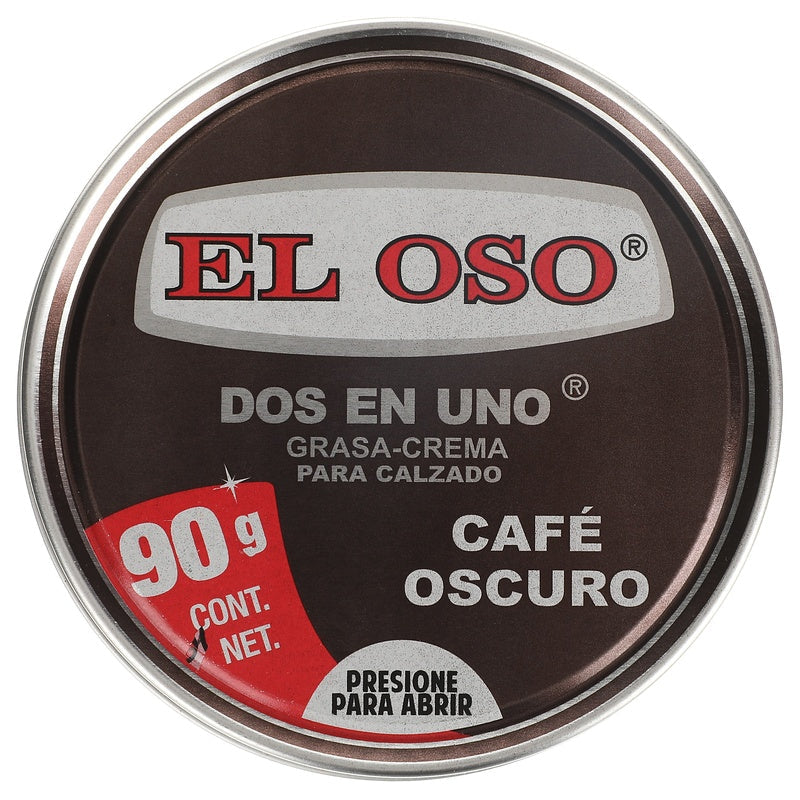 EL OSO®
DOS EN UNO®
GRASA-CREMA
PARA CALZADO
90g
CONT.
NET.
CAFÉ
OSCURO
PRESIONE
PARA ABRIR